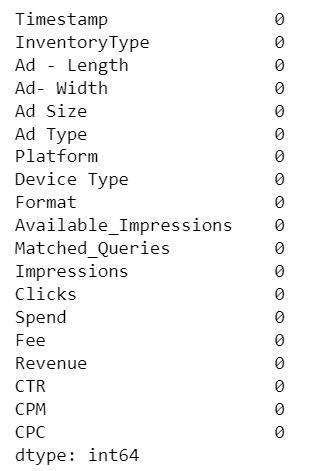 Timestamp 0
InventoryType 0
Ad - Length 0
Ad- Width 0
Ad Size 0
Ad Type 0
Platform 0
Device Type 0
Format 0
Available_Impressions 0
Matched_Queries 0
Impressions 0
Clicks 0
Spend 0
Fee 0
Revenue 0
CTR 0
CPM 0
CPC 0
dtype: int64